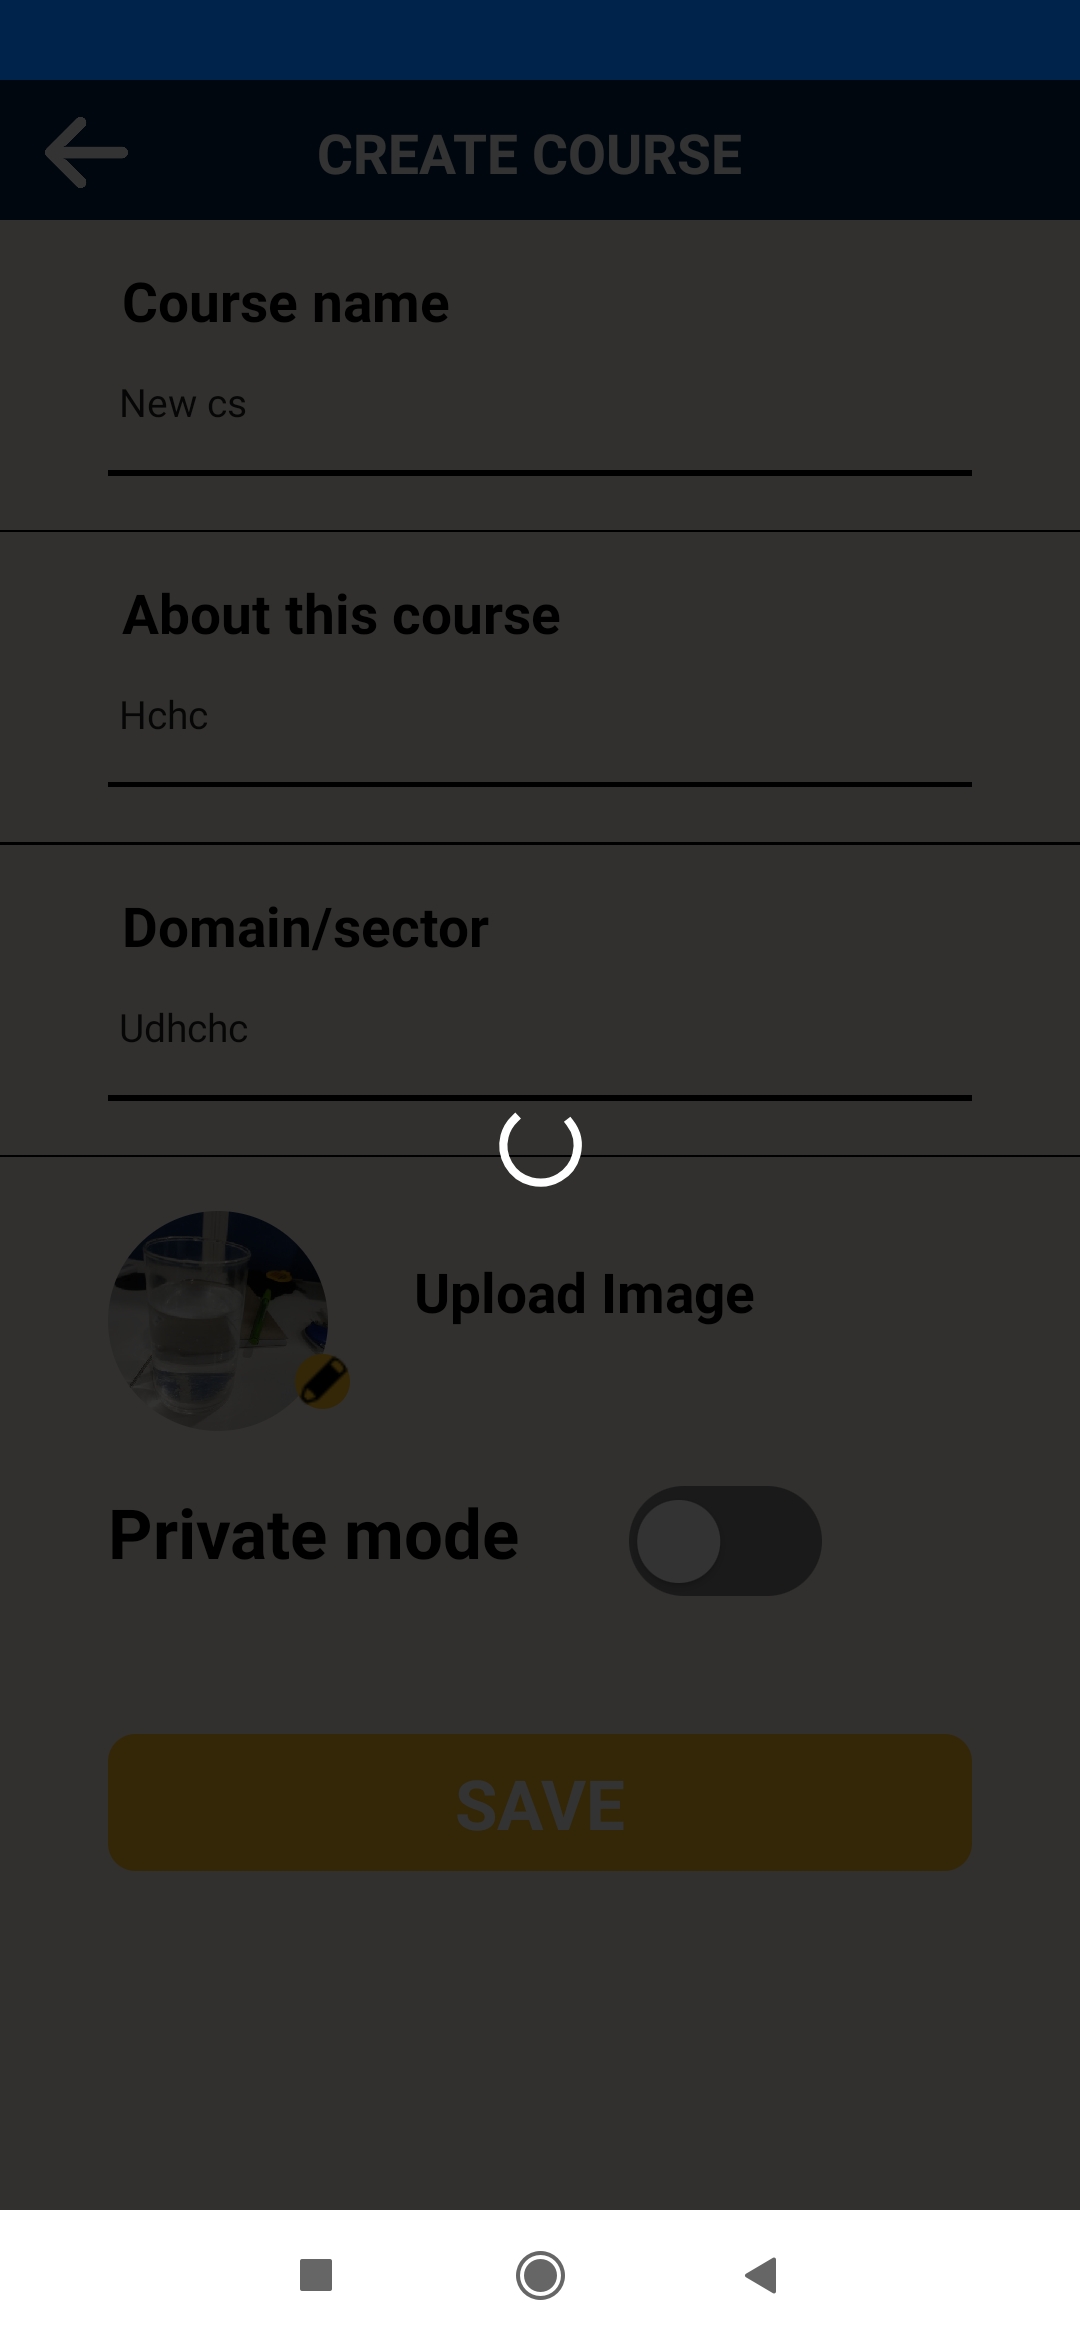 CREATE COURSE
Course name
New cs
About this course
Hchc
Domain/sector
Udhchc
Upload Image
Private mode
SAVE